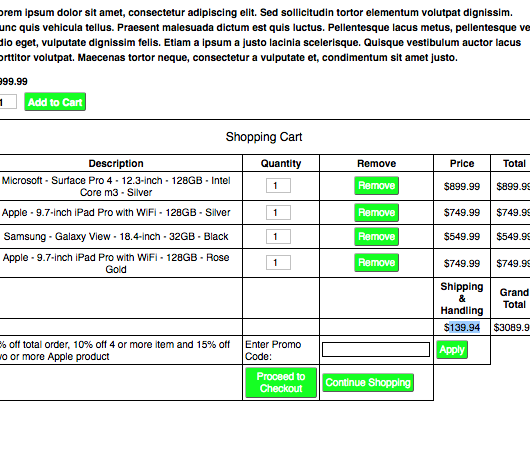 orem ipsum dolor sit amet, consectetur adipiscing elit. Sed sollicitudin tortor elementum volutpat dignissim.
unc quis vehicula tellus. Praesent malesuada dictum est quis luctus. Pellentesque lacus metus, pellentesque ve
dio eget, vulputate dignissim felis. Etiam a ipsum a justo lacinia scelerisque. Quisque vestibulum auctor lacus
orttitor volutpat. Maecenas tortor neque, consectetur a vulputate et, condimentum sit amet justo.
999.99
1 Add to Cart
Shopping Cart
Description Quantity Remove Price Total
Microsoft - Surface Pro 4 - 12.3-inch - 128GB - Intel
Core m3 - Silver 1 Remove $899.99 $899.99
Apple - 9.7-inch iPad Pro with WiFi - 128GB - Silver 1 Remove $749.99 $749.99
Samsung - Galaxy View - 18.4-inch - 32GB - Black 1 Remove $549.99 $549.99
Apple - 9.7-inch iPad Pro with WiFi - 128GB - Rose
Gold 1 Remove $749.99 $749.99
Shipping
&
Handling
Grand
Total
$139.94 $3089.9
% off total order, 10% off 4 or more item and 15% off
wo or more Apple product
Enter Promo
Code:
Apply
Proceed to
Checkout
Continue Shopping